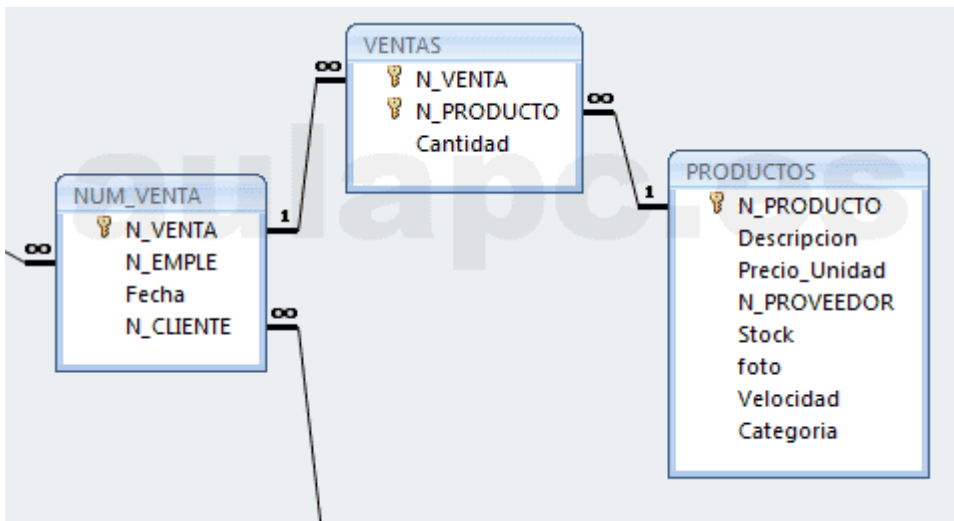 VENTAS
N_VENTA
N_PRODUCTO
Cantidad
∞
∞
aulapc.es
NUM_VENTA
N_VENTA
N_EMPLE
Fecha
N_CLIENTE
1
∞
∞
PRODUCTOS
1
N_PRODUCTO
Descripcion
Precio_Unidad
N_PROVEEDOR
Stock
foto
Velocidad
Categoria